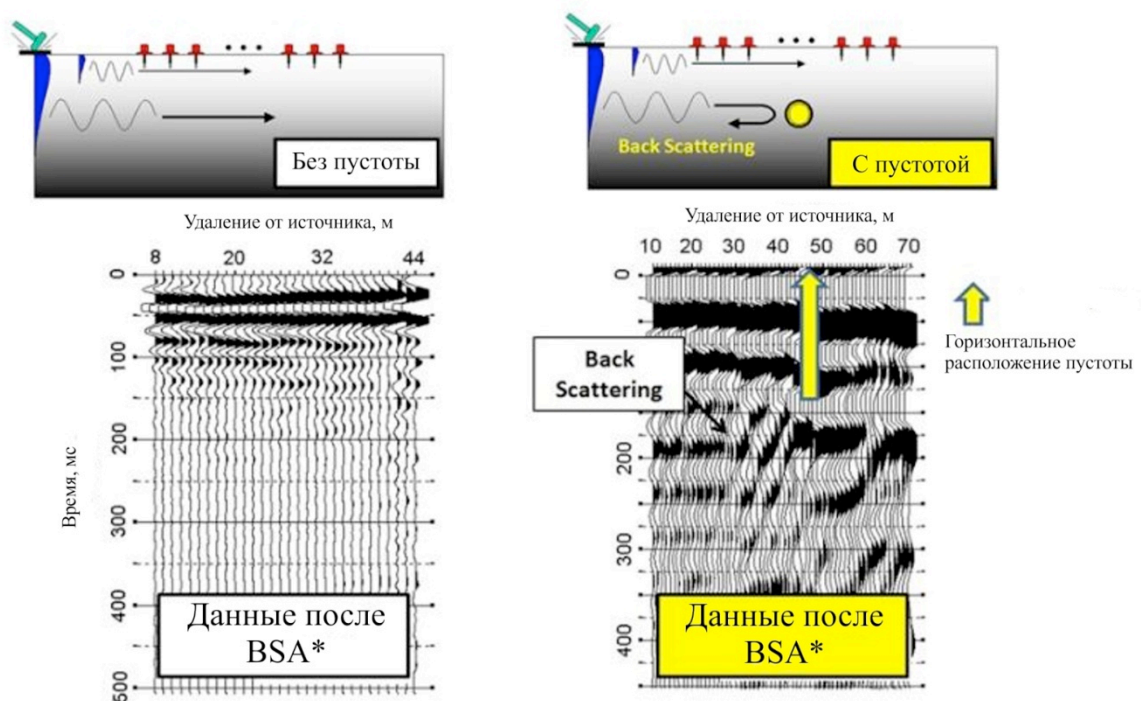 Без пустоты
Back Scattering
С пустотой
Удаление от источника, м
8 20 32 44
0
100
200
300
400
500
Время, мс
Данные после
BSA*
Удаление от источника, м
10 20 30 40 50 60 70
0
100
200
300
400
Back
Scattering
Горизонтальное
расположение пустоты
Данные после
BSA*